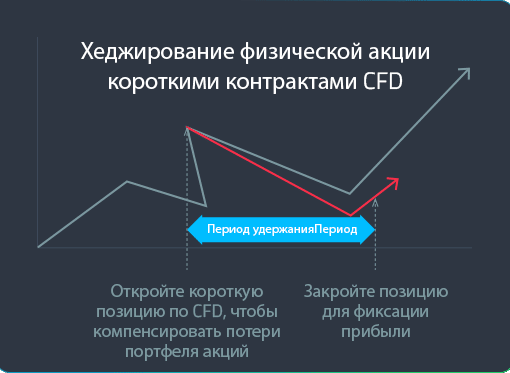 Хеджирование физической акции
короткими контрактами CFD
Период удержанияПериод
Откройте короткую
позицию по CFD, чтобы
компенсировать потери
портфеля акций
Закройте позицию
для фиксации
прибыли